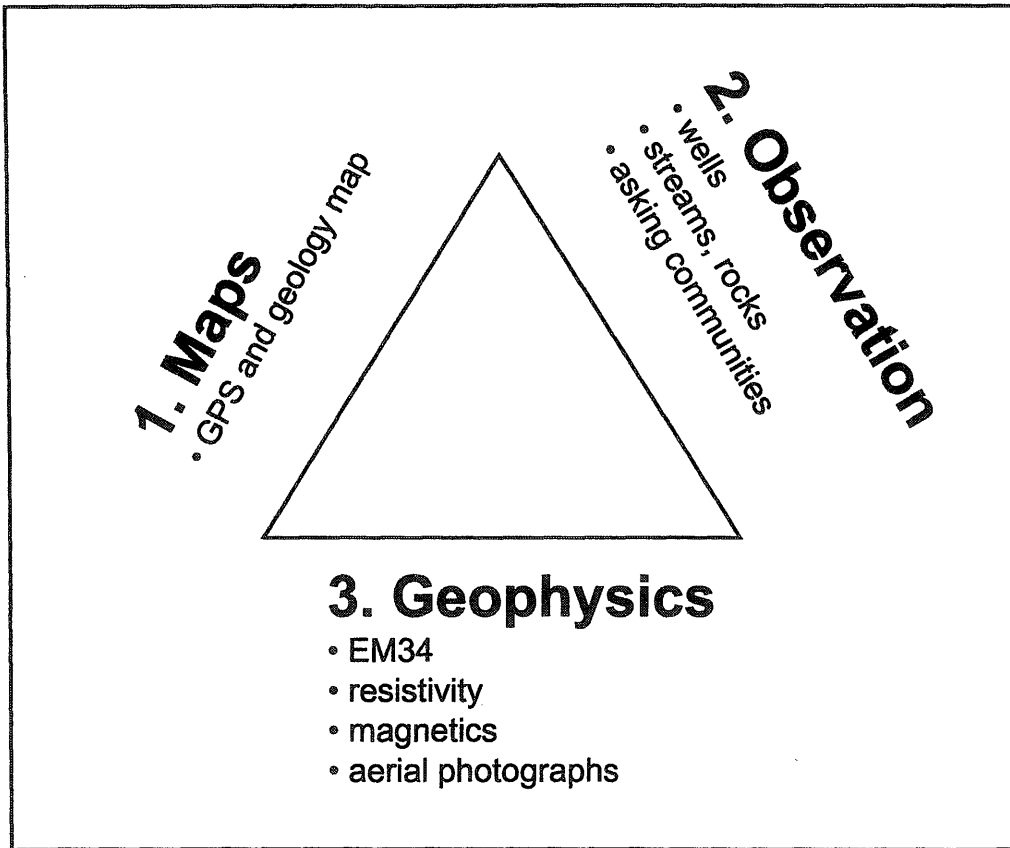 1. Maps
• GPS and geology map
2. Observation
• wells
• streams, rocks
• asking communities
3. Geophysics
• EM34
• resistivity
• magnetics
• aerial photographs